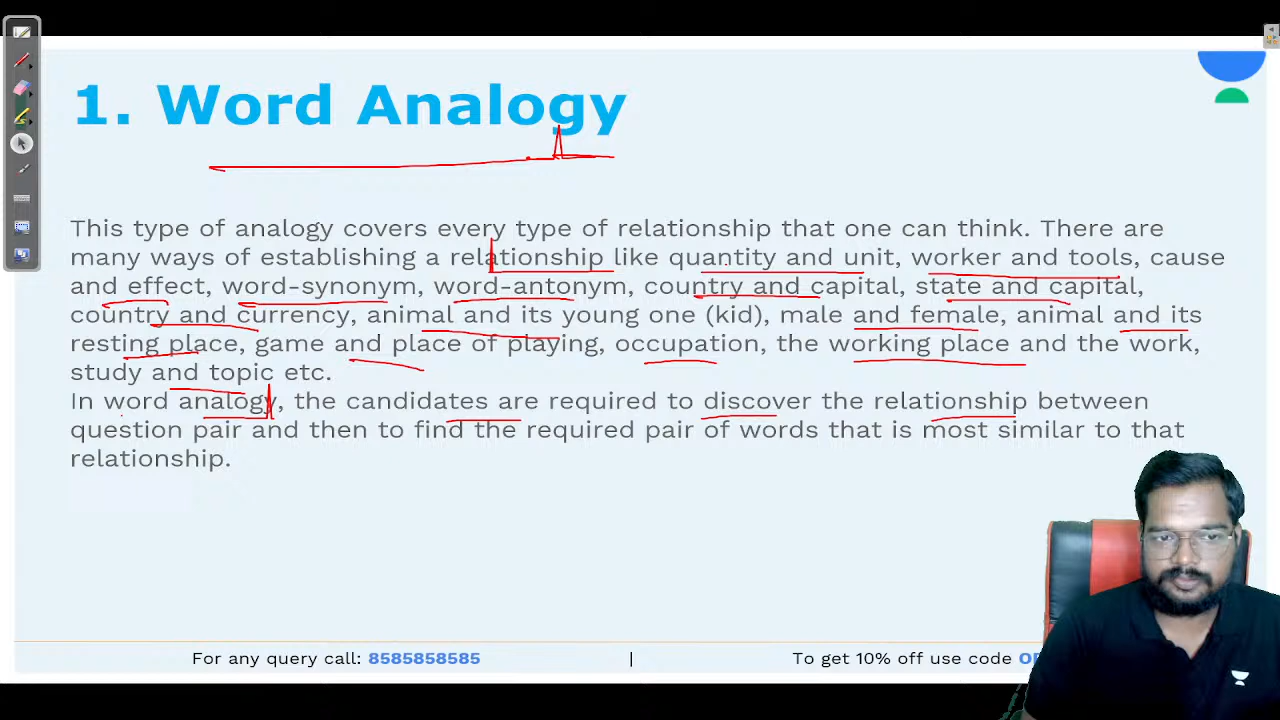 1. Word Analogy
This type of analogy covers every type of relationship that one can think. There are
many ways of establishing a relationship like quantity and unit, worker and tools, cause
and effect, word-synonym, word-antonym, country and capital, state and capital,
country and currency, animal and its young one (kid), male and female, animal and its
resting place, game and place of playing, occupation, the working place and the work,
study and topic etc.
In word analogy, the candidates are required to discover the relationship between
question pair and then to find the required pair of words that is most similar to that
relationship.
For any query call: 8585858585 | To get 10% off use code